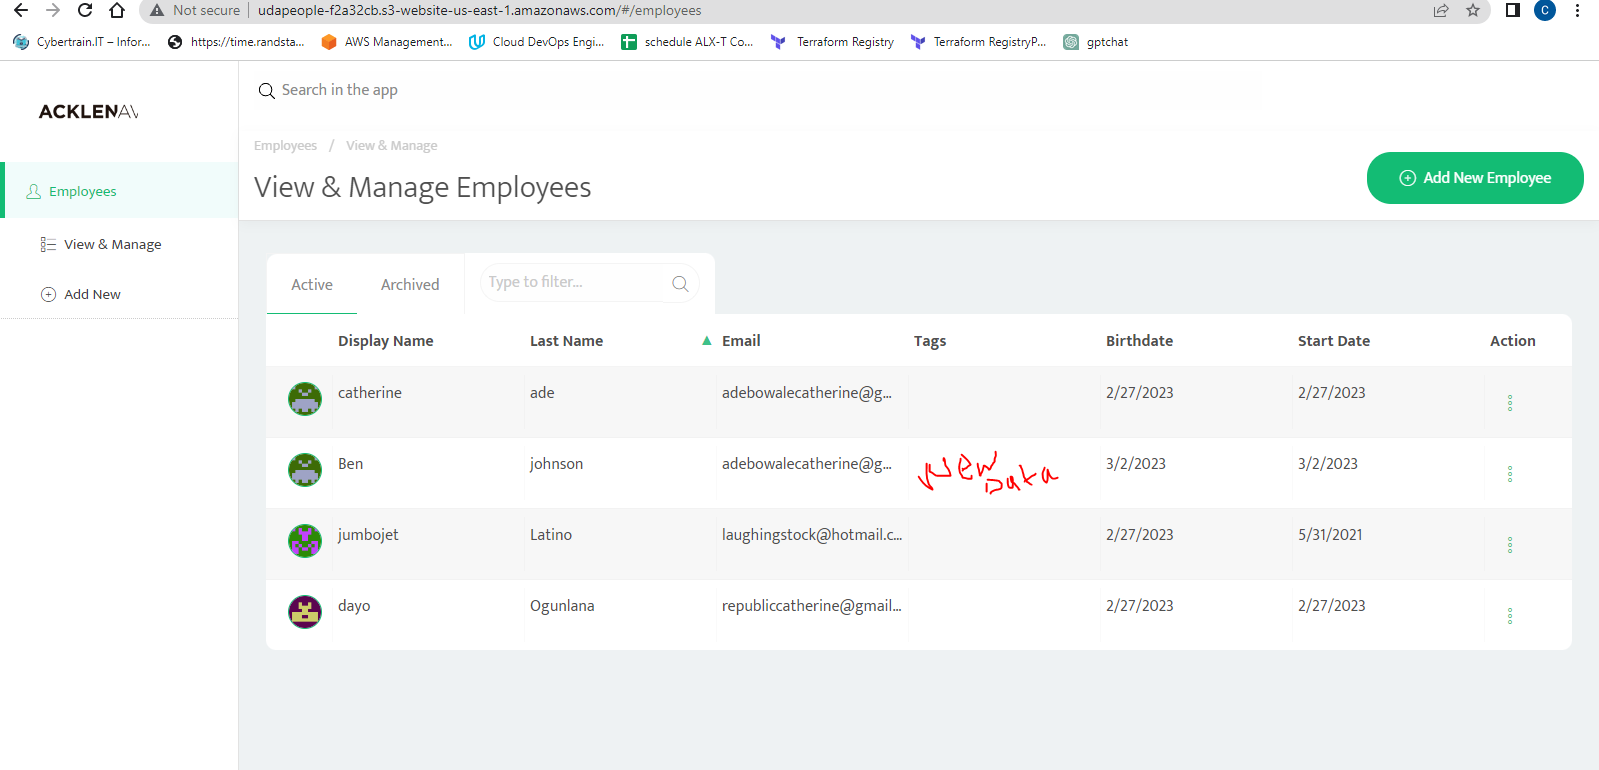 Not secure | udapeople-f2a32cb.s3-website-us-east-1.amazonaws.com/#/employees C
Cybertrain.IT – Infor... https://time.randsta... AWS Management... Cloud DevOps Engi... schedule ALX-T Co... Terraform Registry Terraform RegistryP... gptchat
ACKLENAV
Search in the app
Employees / View & Manage
View & Manage Employees
Add New Employee
Employees
View & Manage
Add New
Active Archived Type to filter...
Display Name Last Name ▲ Email Tags Birthdate Start Date Action
catherine ade adebowalecatherine@g... 2/27/2023 2/27/2023
Ben johnson adebowalecatherine@g... New Data 3/2/2023 3/2/2023
jumbojet Latino laughingstock@hotmail.c... 2/27/2023 5/31/2021
dayo Ogunlana republiccatherine@gmail... 2/27/2023 2/27/2023